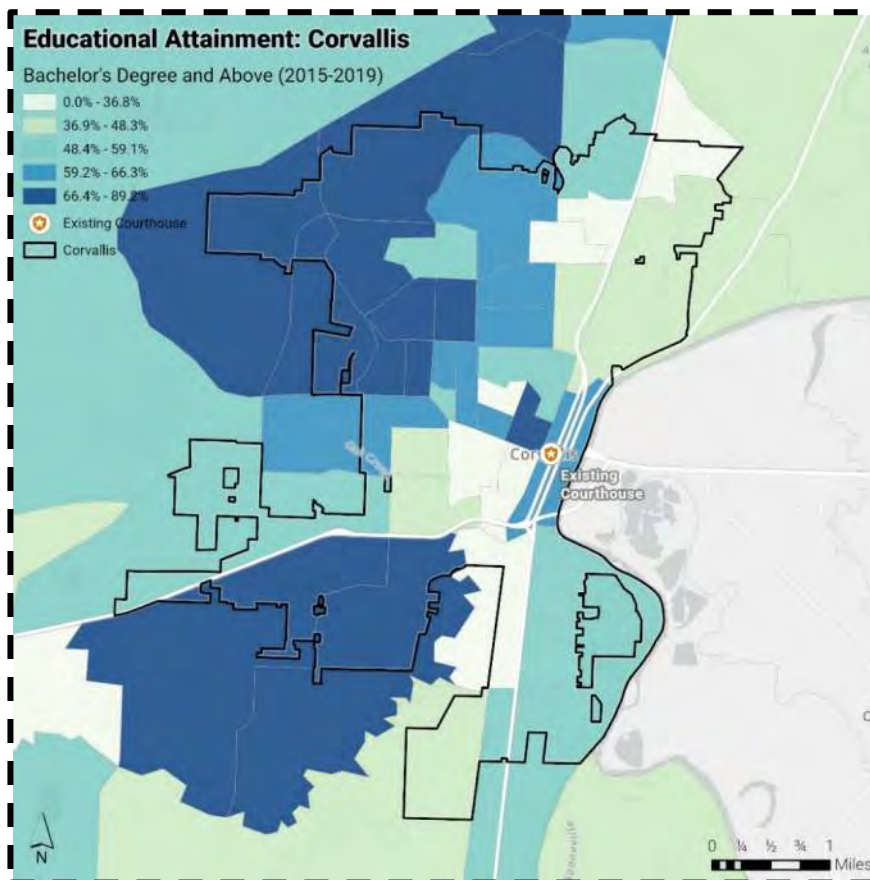 Educational Attainment: Corvallis
Bachelor's Degree and Above (2015-2019)
0.0% - 36.8%
36.9% - 48.3%
48.4% - 59.1%
59.2% - 66.3%
66.4% - 89.2%
Existing Courthouse
Corvallis
Existing
Courthouse
N
0 ¼ ½ ¾ 1
Miles